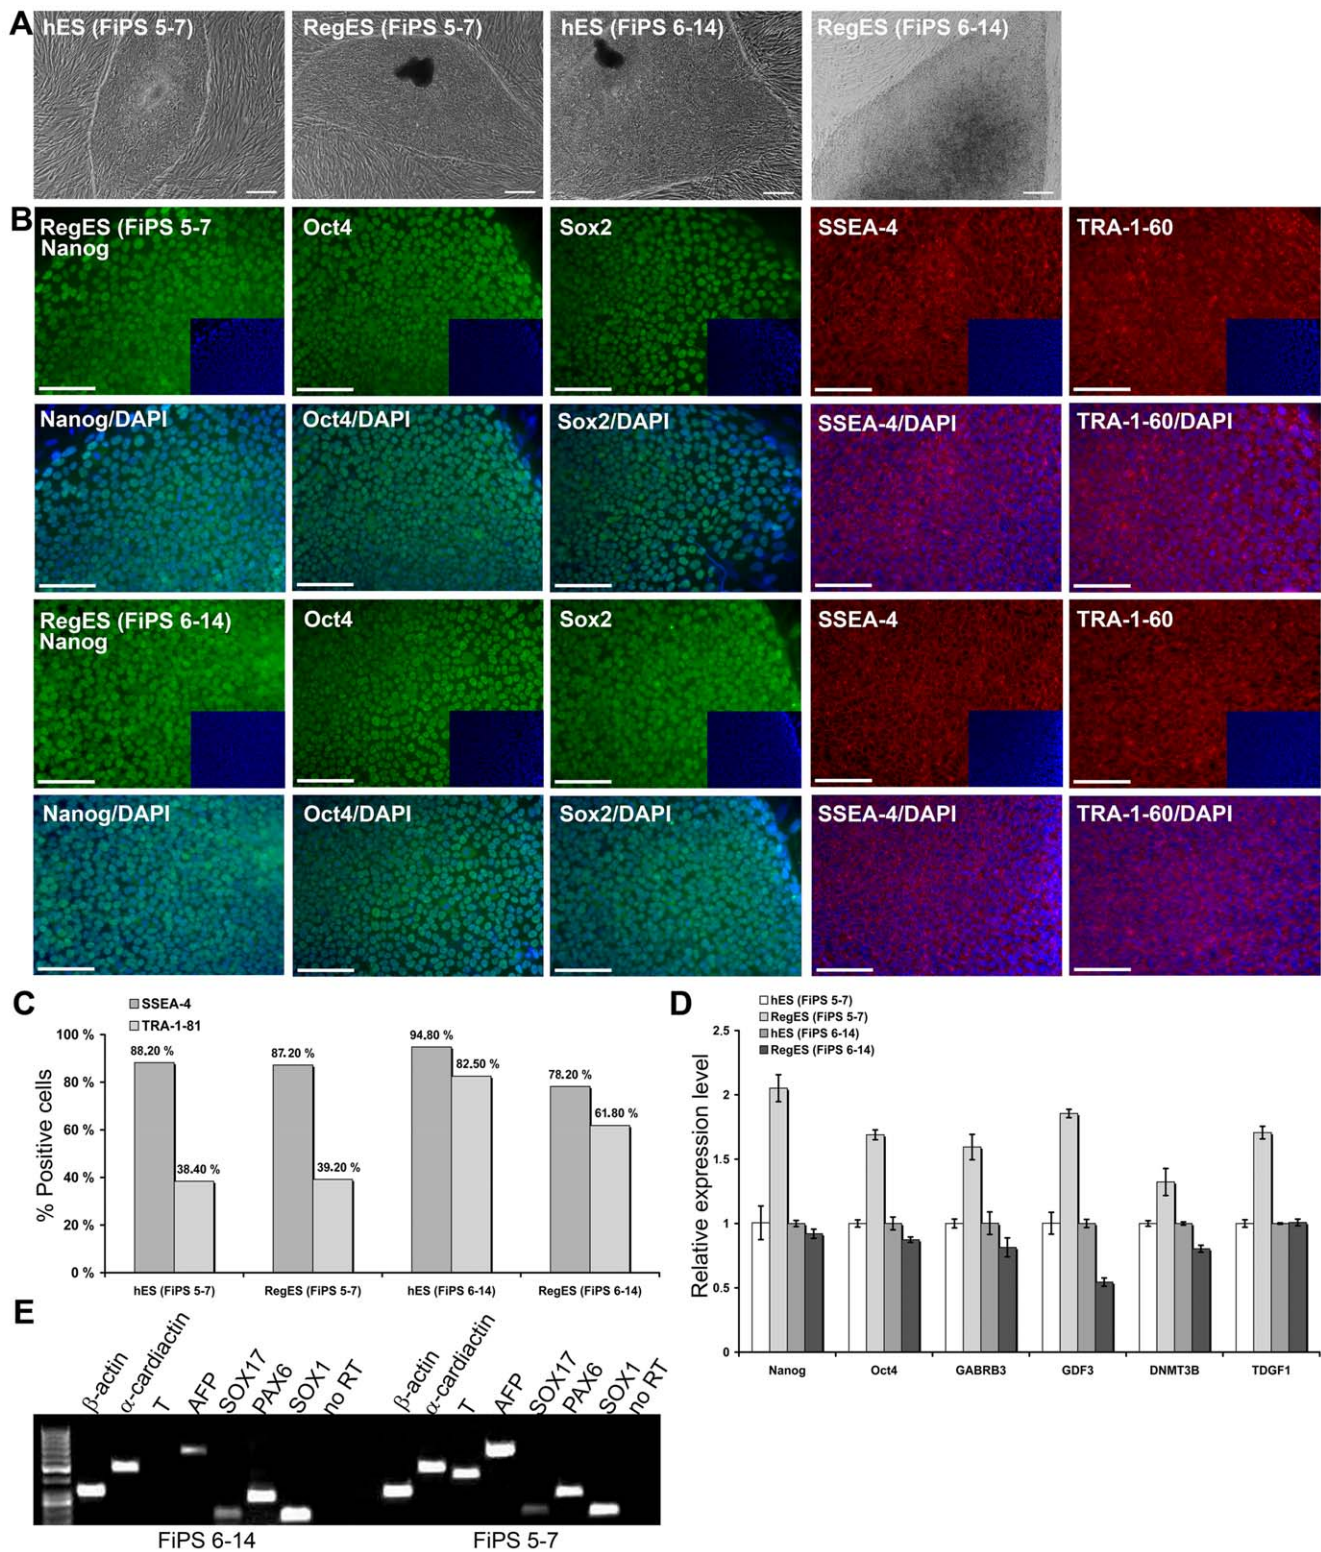 A
hES (FiPS 5-7)
RegES (FiPS 5-7)
hES (FiPS 6-14)
RegES (FiPS 6-14)
B
RegES (FiPS 5-7
Nanog
Oct4
Sox2
SSEA-4
TRA-1-60
Nanog/DAPI
Oct4/DAPI
Sox2/DAPI
SSEA-4/DAPI
TRA-1-60/DAPI
RegES (FiPS 6-14)
Nanog
Oct4
Sox2
SSEA-4
TRA-1-60
Nanog/DAPI
Oct4/DAPI
Sox2/DAPI
SSEA-4/DAPI
TRA-1-60/DAPI
C
SSEA-4
TRA-1-81
% Positive cells
100 %
80 %
60 %
40 %
20 %
0 %
88.20 %
38.40 %
87.20 %
39.20 %
94.80 %
82.50 %
78.20 %
61.80 %
hES (FiPS 5-7)
RegES (FiPS 5-7)
hES (FiPS 6-14)
RegES (FiPS 6-14)
D
hES (FiPS 5-7)
RegES (FiPS 5-7)
hES (FiPS 6-14)
RegES (FiPS 6-14)
Relative expression level
2.5
2
1.5
1
0.5
0
Nanog
Oct4
GABRB3
GDF3
DNMT3B
TDGF1
E
β-actin
α-cardiactin
T
AFP
SOX17
PAX6
SOX1
no RT
β-actin
α-cardiactin
T
AFP
SOX17
PAX6
SOX1
no RT
FiPS 6-14
FiPS 5-7